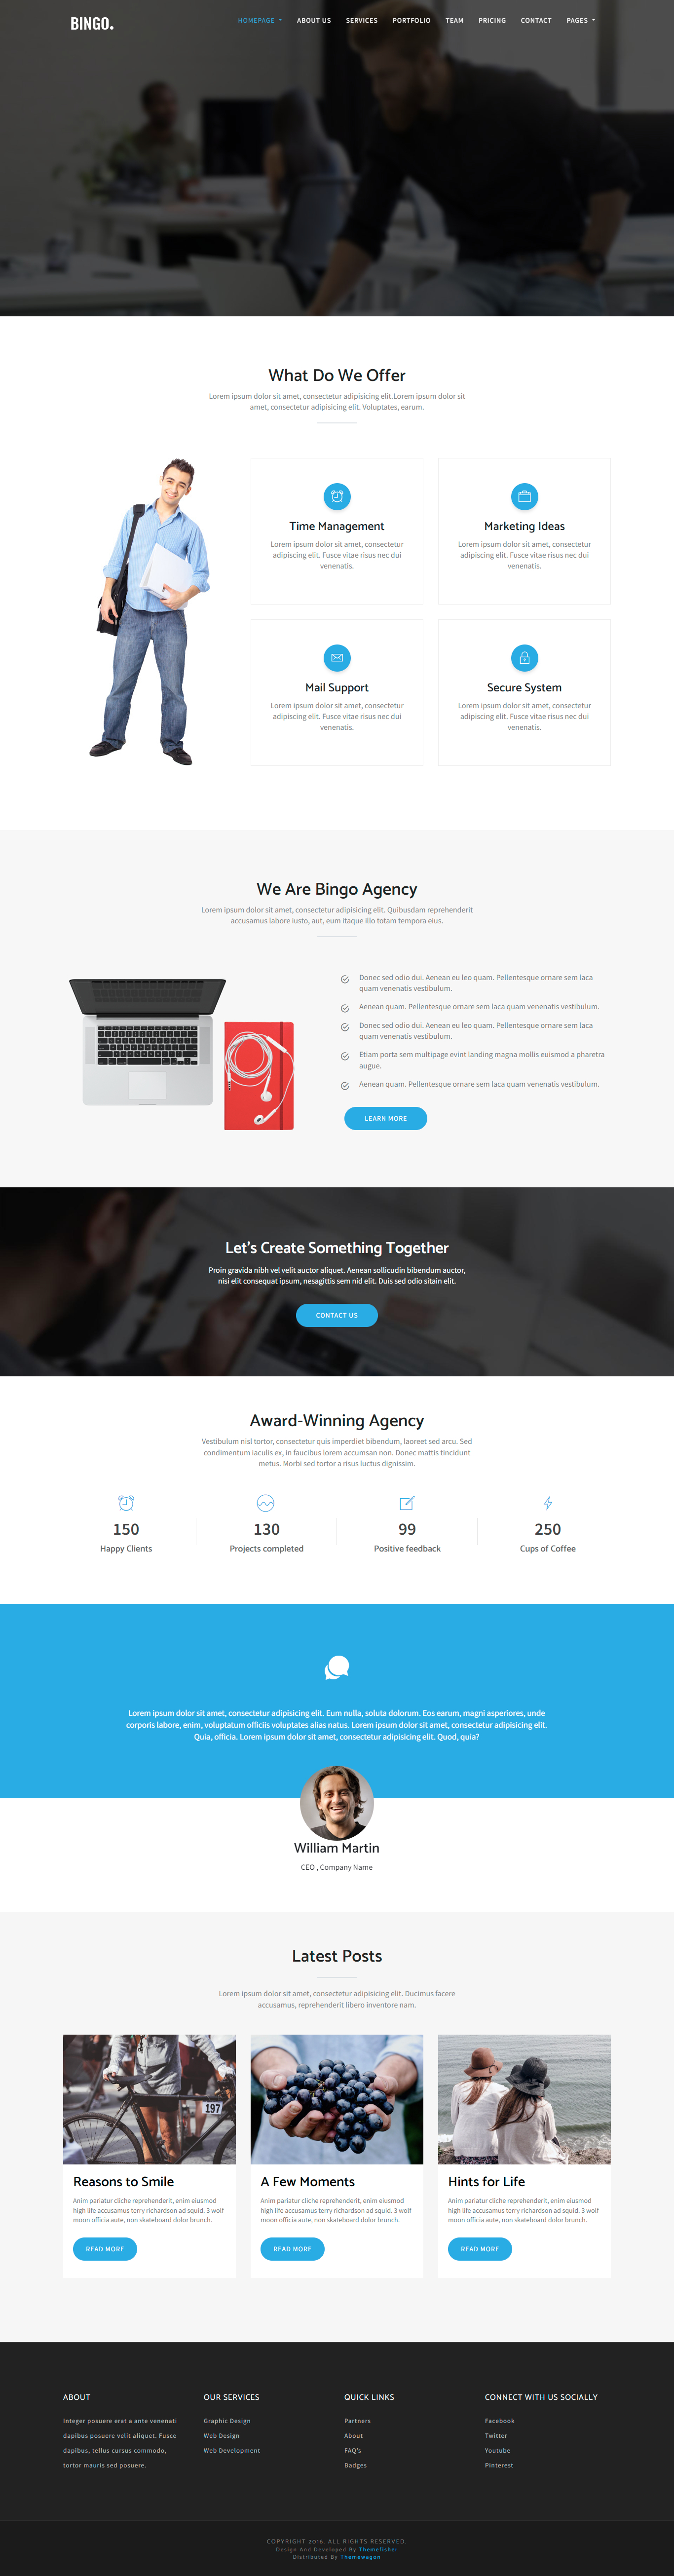 BINGO.
HOMEPAGE ABOUT US SERVICES PORTFOLIO TEAM PRICING CONTACT PAGES
What Do We Offer
Lorem ipsum dolor sit amet, consectetur adipisicing elit.Lorem ipsum dolor sit
amet, consectetur adipisicing elit. Voluptates, earum.
Time Management
Lorem ipsum dolor sit amet, consectetur
adipiscing elit. Fusce vitae risus nec dui
venenatis.
Marketing Ideas
Lorem ipsum dolor sit amet, consectetur
adipiscing elit. Fusce vitae risus nec dui
venenatis.
Mail Support
Lorem ipsum dolor sit amet, consectetur
adipiscing elit. Fusce vitae risus nec dui
venenatis.
Secure System
Lorem ipsum dolor sit amet, consectetur
adipiscing elit. Fusce vitae risus nec dui
venenatis.
We Are Bingo Agency
Lorem ipsum dolor sit amet, consectetur adipisicing elit. Quibusdam reprehenderit
accusamus labore iusto, aut, eum itaque illo totam tempora eius.
Donec sed odio dui. Aenean eu leo quam. Pellentesque ornare sem laca
quam venenatis vestibulum.
Aenean quam. Pellentesque ornare sem laca quam venenatis vestibulum.
Donec sed odio dui. Aenean eu leo quam. Pellentesque ornare sem laca
quam venenatis vestibulum.
Etiam porta sem multipage evint landing magna mollis euismod a pharetra
augue.
Aenean quam. Pellentesque ornare sem laca quam venenatis vestibulum.
LEARN MORE
Let's Create Something Together
Proin gravida nibh vel velit auctor aliquet. Aenean sollicudin bibendum auctor,
nisi elit consequat ipsum, nesagittis sem nid elit. Duis sed odio sitain elit.
CONTACT US
Award-Winning Agency
Vestibulum nisl tortor, consectetur quis imperdiet bibendum, laoreet sed arcu. Sed
condimentum iaculis ex, in faucibus lorem accumsan non. Donec mattis tincidunt
metus. Morbi sed tortor a risus luctus dignissim.
150
Happy Clients
130
Projects completed
99
Positive feedback
250
Cups of Coffee
Lorem ipsum dolor sit amet, consectetur adipisicing elit. Eum nulla, soluta dolorum. Eos earum, magni asperiores, unde
corporis labore, enim, voluptatum officiis voluptates alias natus. Lorem ipsum dolor sit amet, consectetur adipisicing elit.
Quia, officia. Lorem ipsum dolor sit amet, consectetur adipisicing elit. Quod, quia?
William Martin
CEO , Company Name
Latest Posts
Lorem ipsum dolor sit amet, consectetur adipisicing elit. Ducimus facere
accusamus, reprehenderit libero inventore nam.
197
Reasons to Smile
Anim pariatur cliche reprehenderit, enim eiusmod
high life accusamus terry richardson ad squid. 3 wolf
moon officia aute, non skateboard dolor brunch.
READ MORE
A Few Moments
Anim pariatur cliche reprehenderit, enim eiusmod
high life accusamus terry richardson ad squid. 3 wolf
moon officia aute, non skateboard dolor brunch.
READ MORE
Hints for Life
Anim pariatur cliche reprehenderit, enim eiusmod
high life accusamus terry richardson ad squid. 3 wolf
moon officia aute, non skateboard dolor brunch.
READ MORE
ABOUT
Integer posuere erat a ante venenati
dapibus posuere velit aliquet. Fusce
dapibus, tellus cursus commodo,
tortor mauris sed posuere.
OUR SERVICES
Graphic Design
Web Design
Web Development
QUICK LINKS
Partners
About
FAQ's
Badges
CONNECT WITH US SOCIALLY
Facebook
Twitter
Youtube
Pinterest
COPYRIGHT 2016. ALL RIGHTS RESERVED.
Design And Developed By Themefisher
Distributed By Themewagon